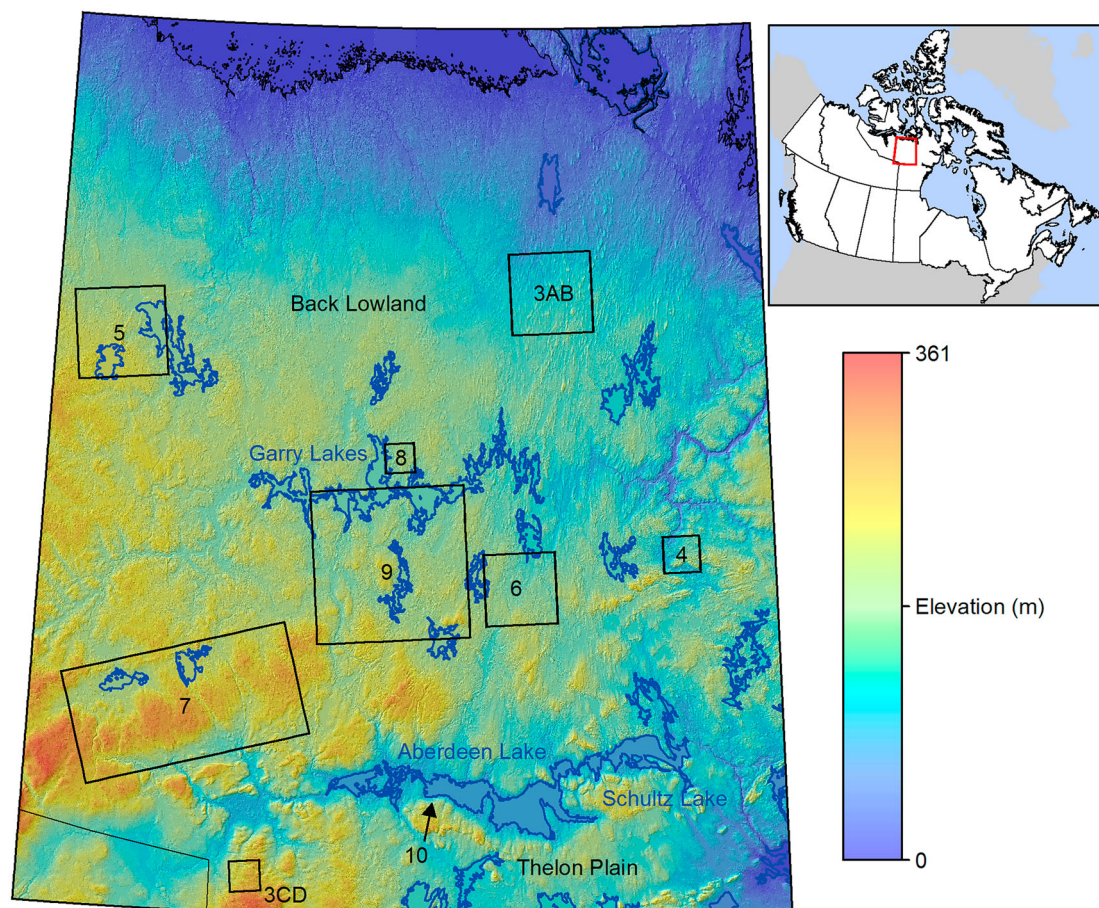 Back Lowland
3AB
5
Garry Lakes
8
9
6
4
7
Aberdeen Lake
Schultz Lake
10
Thelon Plain
3CD
361
Elevation (m)
0